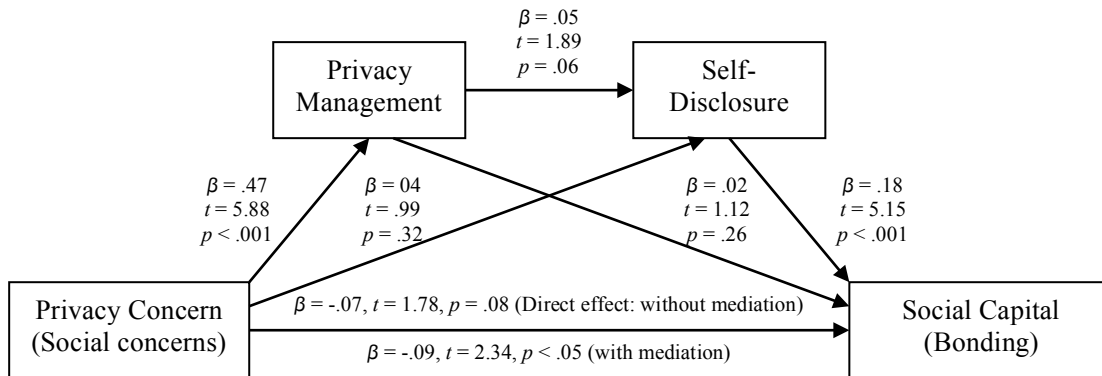 β = .05
t = 1.89
p = .06
Privacy
Management
Self-
Disclosure
β = .47
t = 5.88
p < .001
β = 04
t = .99
p = .32
β = .02
t = 1.12
p = .26
β = .18
t = 5.15
p < .001
Privacy Concern
(Social concerns)
β = -.07, t = 1.78, p = .08 (Direct effect: without mediation)
β = -.09, t = 2.34, p < .05 (with mediation)
Social Capital
(Bonding)